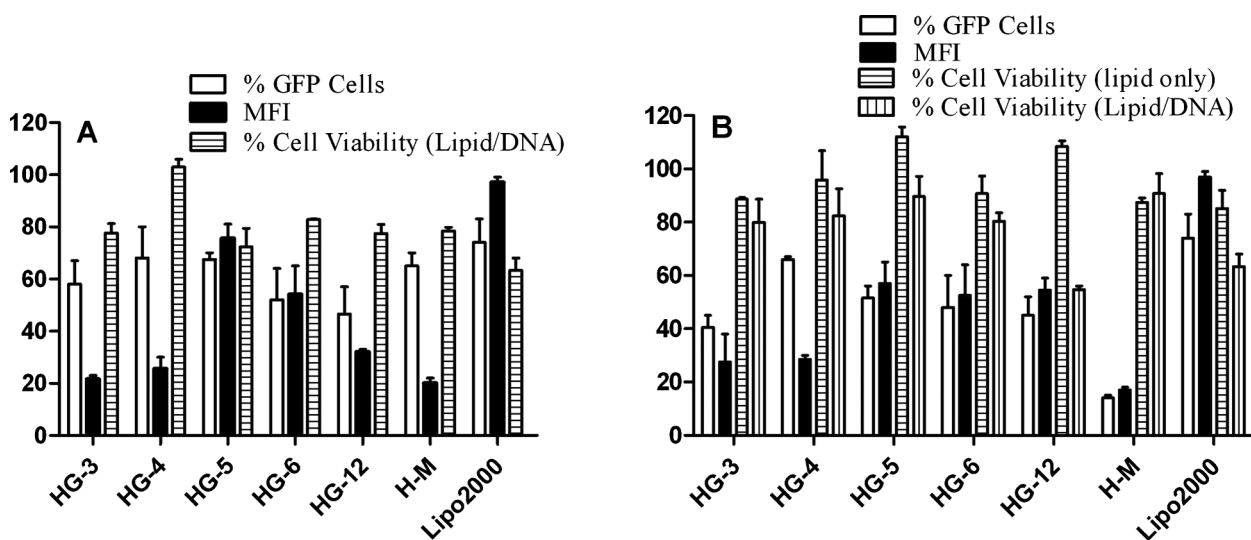 % GFP Cells
MFI
% Cell Viability (Lipid/DNA)
A
120
100
80
60
40
20
0
HG-3
HG-4
HG-5
HG-6
HG-12
H-M
Lipo2000
% GFP Cells
MFI
% Cell Viability (lipid only)
% Cell Viability (Lipid/DNA)
B
120
100
80
60
40
20
0
HG-3
HG-4
HG-5
HG-6
HG-12
H-M
Lipo2000